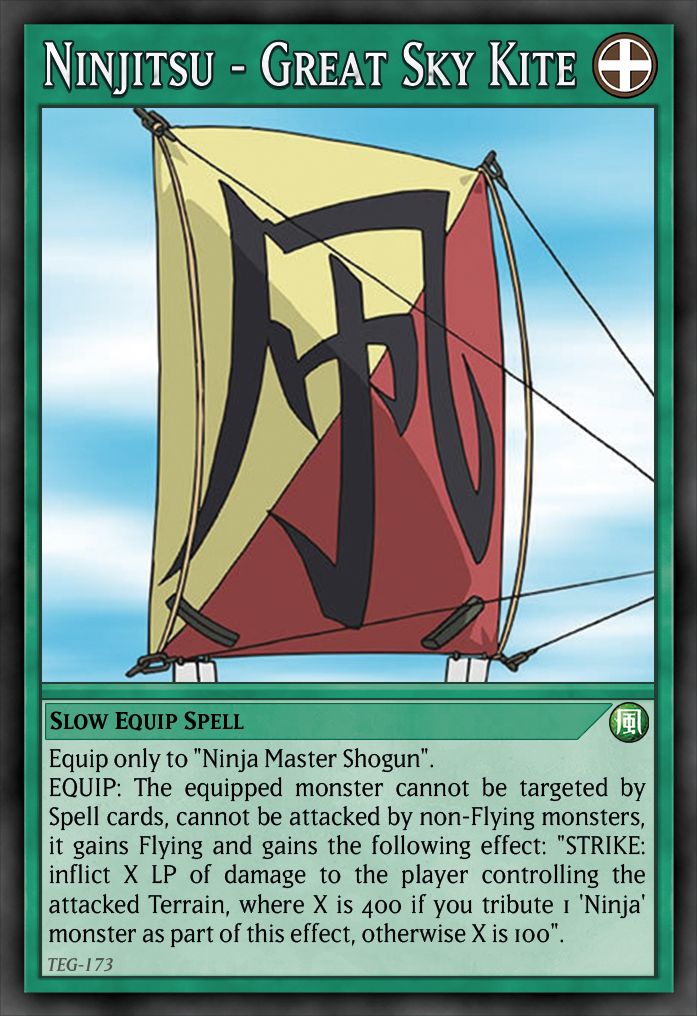 Ninjitsu - Great Sky Kite
風
Slow Equip Spell
風
Equip only to "Ninja Master Shogun".
EQUIP: The equipped monster cannot be targeted by
Spell cards, cannot be attacked by non-Flying monsters,
it gains Flying and gains the following effect: "STRIKE:
inflict X LP of damage to the player controlling the
attacked Terrain, where X is 400 if you tribute 1 'Ninja'
monster as part of this effect, otherwise X is 100".
TEG-173